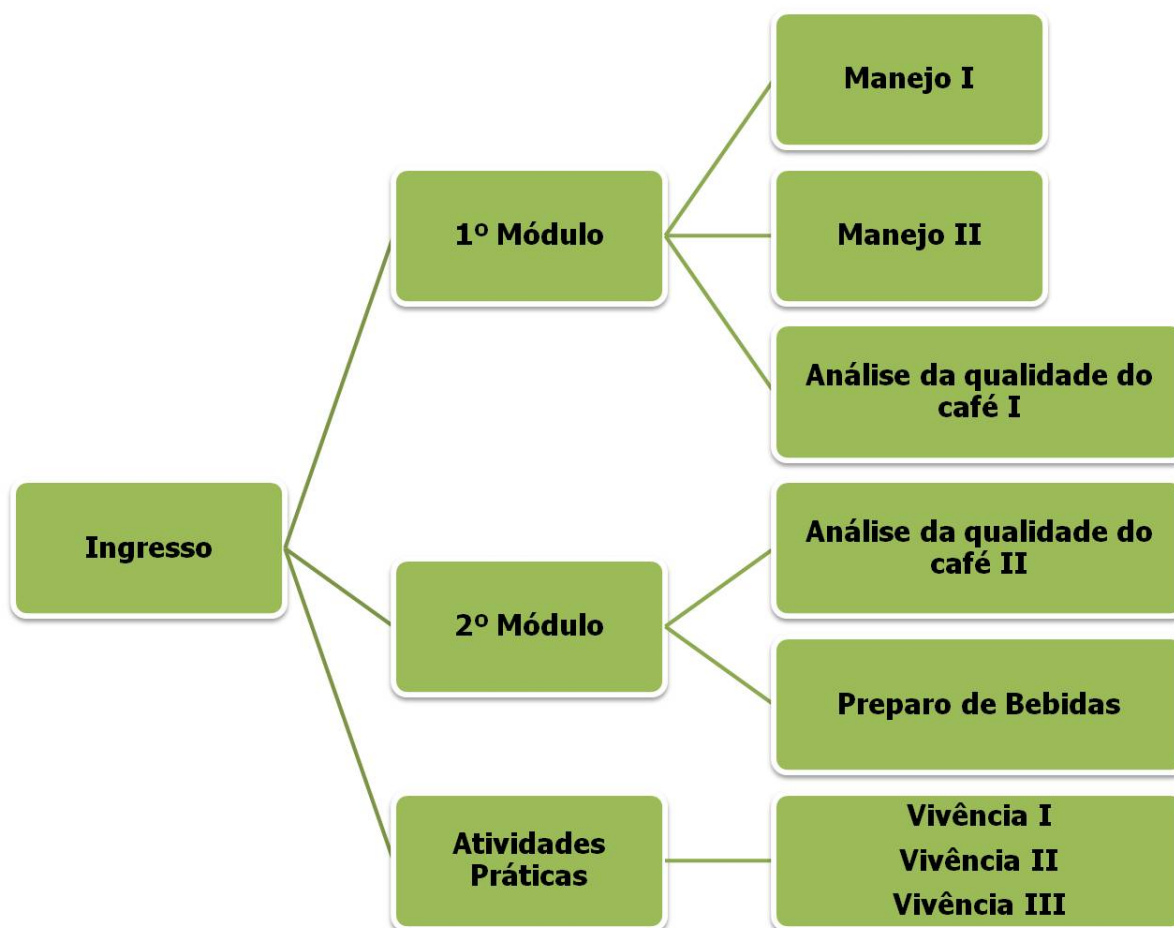 Ingresso
1º Módulo
Manejo I
Manejo II
Análise da qualidade do
café I
2º Módulo
Análise da qualidade do
café II
Preparo de Bebidas
Atividades
Práticas
Vivência I
Vivência II
Vivência III